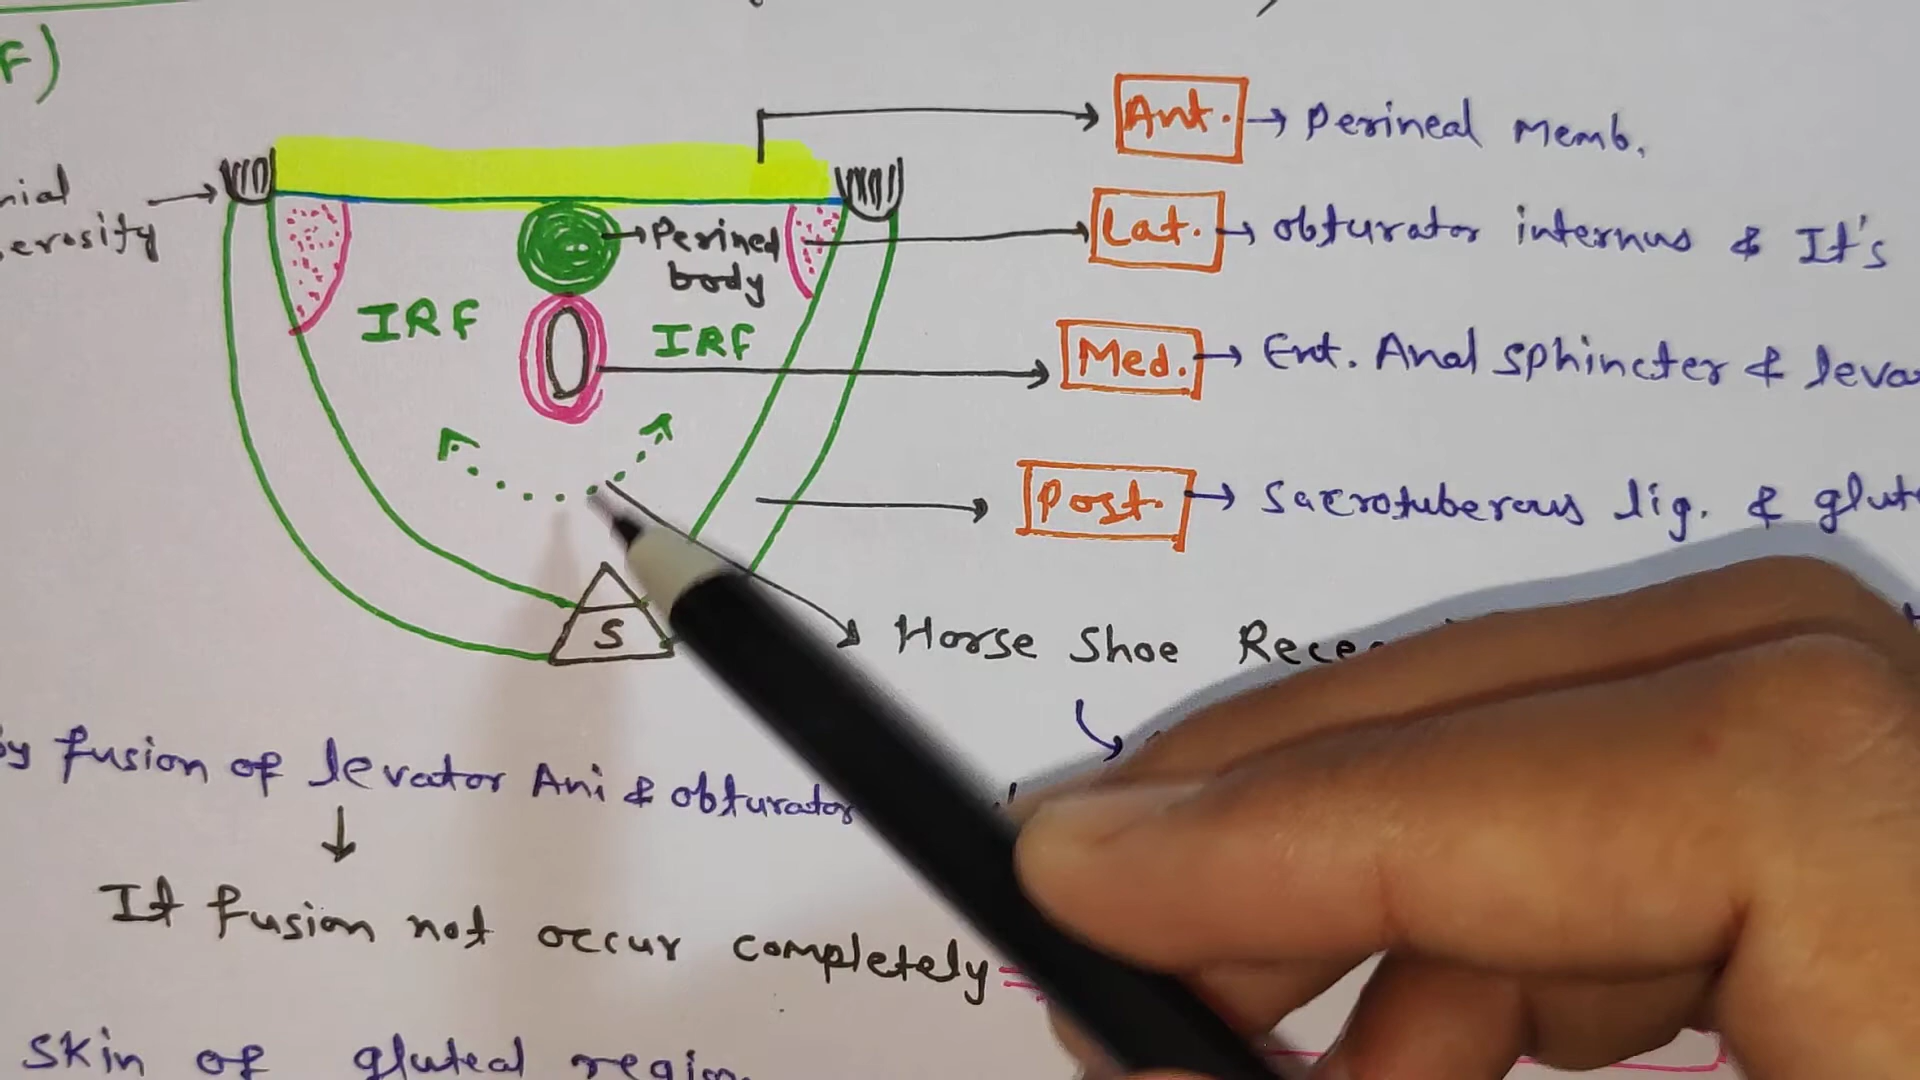 F)
Ant. → Perineal Memb.
nial
erosity
Perineal
body
Lat. → obturator internus & It's
IRF
IRF
Med. → Ext. Anal Sphincter & leva
Post. → Sacrotuberous lig. & glut
S
Horse Shoe Rece
by fusion of levator Ani & obturator
If fusion not occur completely
skin of gluteal region.